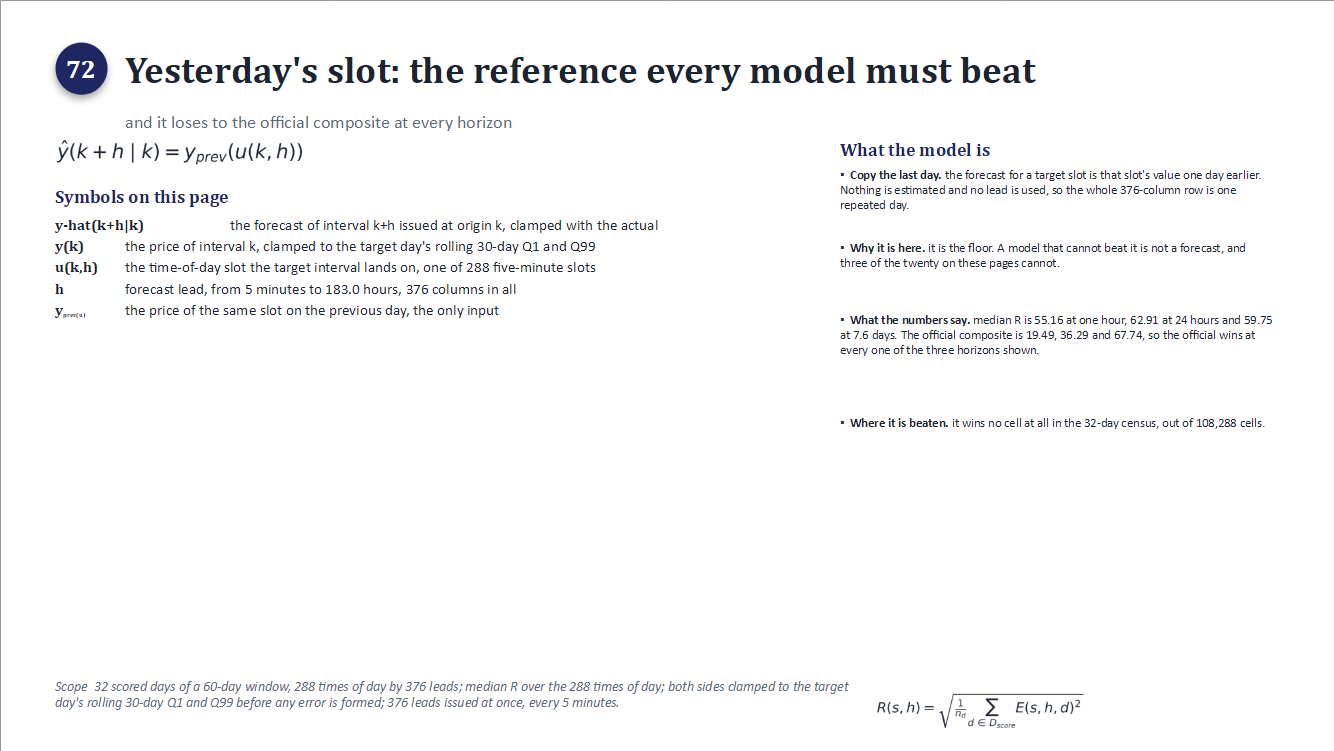 72
Yesterday's slot: the reference every model must beat
and it loses to the official composite at every horizon
ŷ(k + h | k) = y_prev(u(k, h))
Symbols on this page
y-hat(k+h|k) the forecast of interval k+h issued at origin k, clamped with the actual
y(k) the price of interval k, clamped to the target day's rolling 30-day Q1 and Q99
u(k,h) the time-of-day slot the target interval lands on, one of 288 five-minute slots
h forecast lead, from 5 minutes to 183.0 hours, 376 columns in all
y_prev(u) the price of the same slot on the previous day, the only input
What the model is
▪ Copy the last day. the forecast for a target slot is that slot's value one day earlier.
Nothing is estimated and no lead is used, so the whole 376-column row is one
repeated day.
▪ Why it is here. it is the floor. A model that cannot beat it is not a forecast, and
three of the twenty on these pages cannot.
▪ What the numbers say. median R is 55.16 at one hour, 62.91 at 24 hours and 59.75
at 7.6 days. The official composite is 19.49, 36.29 and 67.74, so the official wins at
every one of the three horizons shown.
▪ Where it is beaten. it wins no cell at all in the 32-day census, out of 108,288 cells.
Scope 32 scored days of a 60-day window, 288 times of day by 376 leads; median R over the 288 times of day; both sides clamped to the target
day's rolling 30-day Q1 and Q99 before any error is formed; 376 leads issued at once, every 5 minutes.
R(s, h) = √(1/n_d ∑_{d ∈ D_score} E(s, h, d)²)